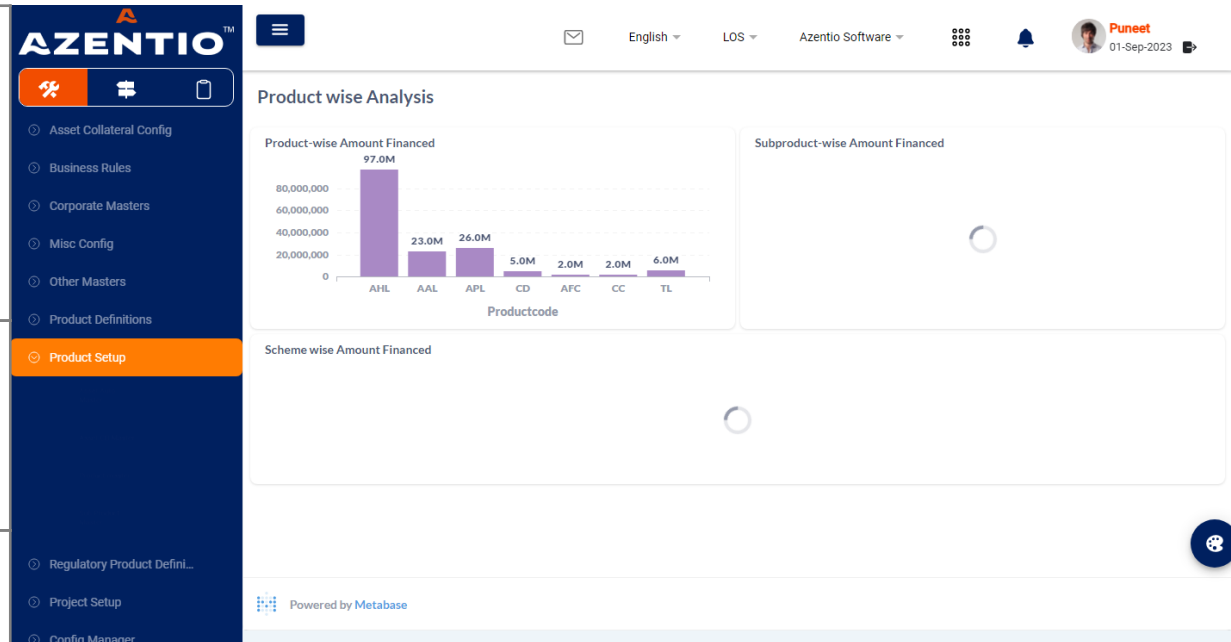 AZENTIO™
English
LOS
Azentio Software
Puneet
01-Sep-2023
Asset Collateral Config
Business Rules
Corporate Masters
Misc Config
Other Masters
Product Definitions
Product Setup
Regulatory Product Defini...
Project Setup
Config Manager
Product wise Analysis
Product-wise Amount Financed
97.0M
80,000,000
60,000,000
40,000,000
20,000,000
0
23.0M
26.0M
5.0M
2.0M
2.0M
6.0M
AHL
AAL
APL
CD
AFC
CC
TL
Productcode
Subproduct-wise Amount Financed
Scheme wise Amount Financed
Powered by Metabase